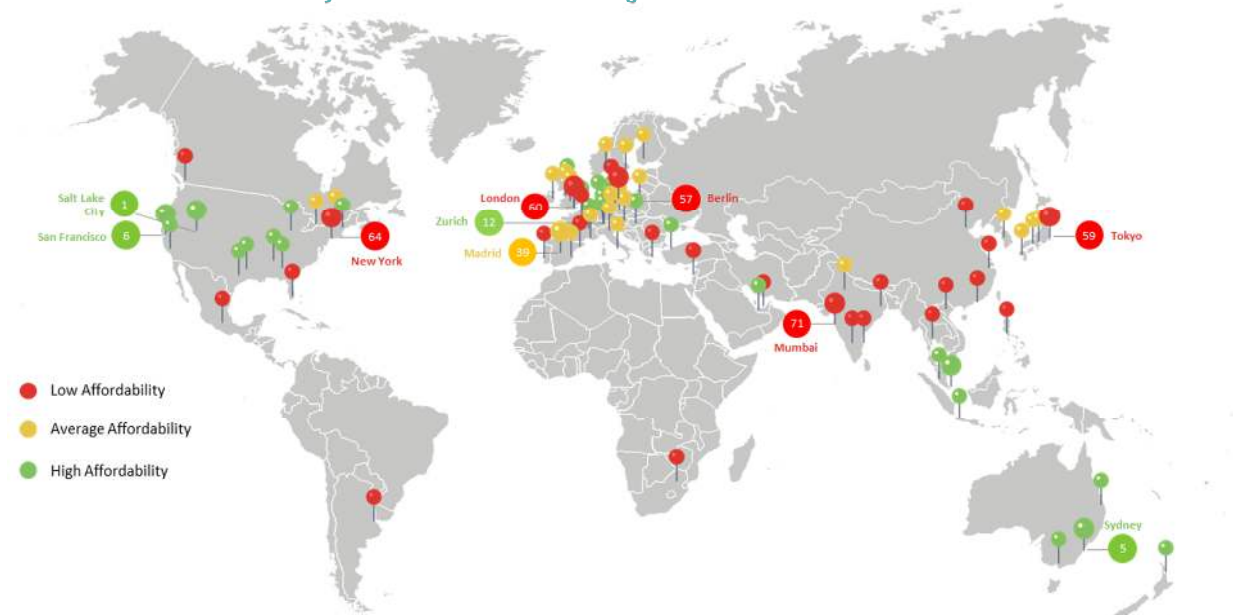 Salt Lake
City
1
San Francisco
6
64
New York
London
60
Zurich
12
Madrid
39
57
Berlin
59
Tokyo
71
Mumbai
Low Affordability
Average Affordability
High Affordability
Sydney
5